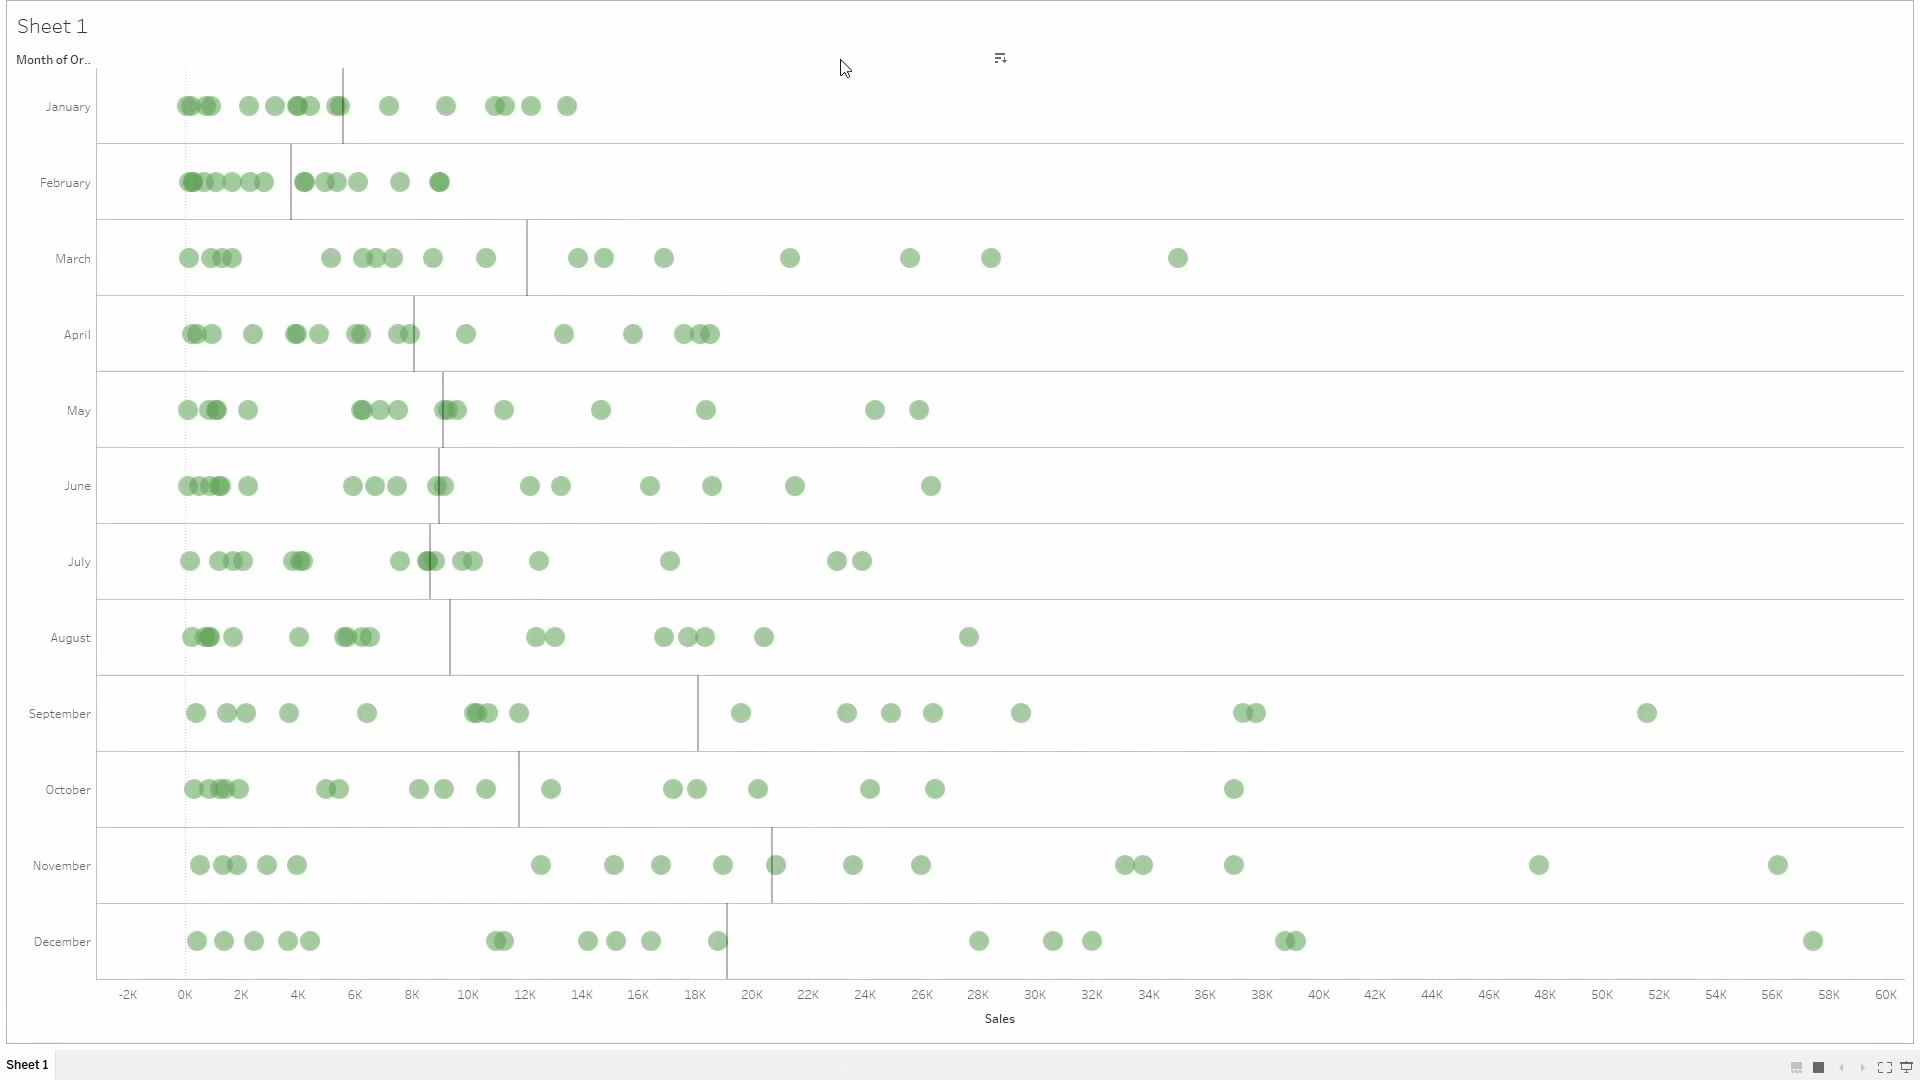 Sheet 1
Month of Or..
January
February
March
April
May
June
July
August
September
October
November
December
-2K 0K 2K 4K 6K 8K 10K 12K 14K 16K 18K 20K 22K 24K 26K 28K 30K 32K 34K 36K 38K 40K 42K 44K 46K 48K 50K 52K 54K 56K 58K 60K
Sales
Sheet 1